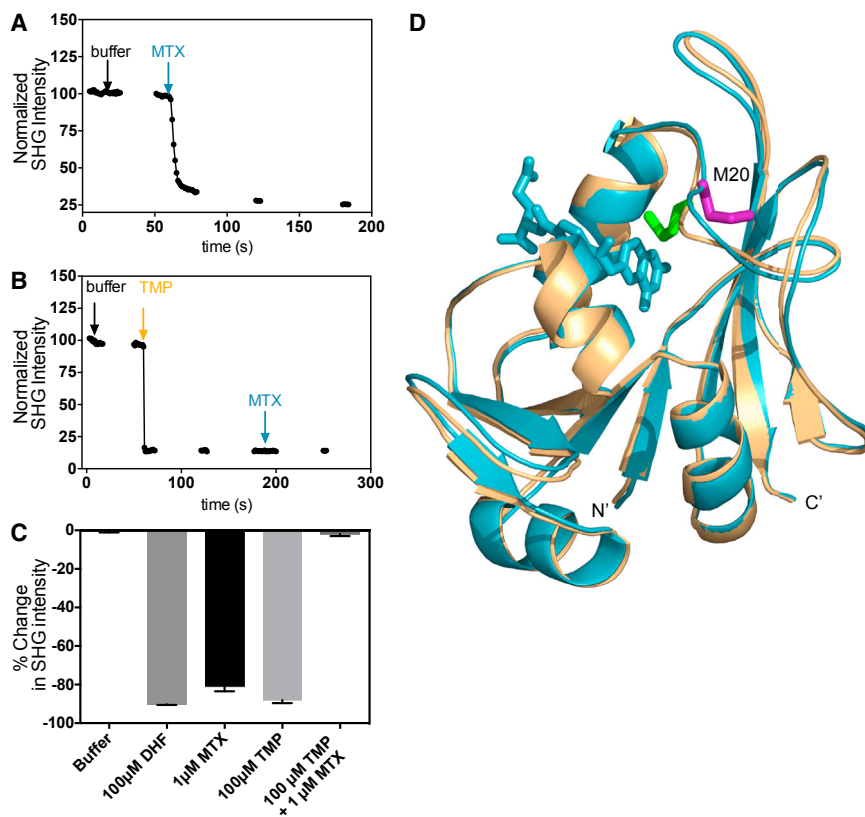 A
150
125
100
75
50
25
Normalized
SHG Intensity
buffer
MTX
0
50
100
150
200
time (s)
B
150
125
100
75
50
25
0
Normalized
SHG Intensity
buffer
TMP
MTX
0
100
200
300
time (s)
C
0
-20
-40
-60
-80
-100
% Change
in SHG intensity
Buffer
100µM DHF
1µM MTX
100µM TMP
100 µM TMP
+ 1 µM MTX
D
M20
N'
C'